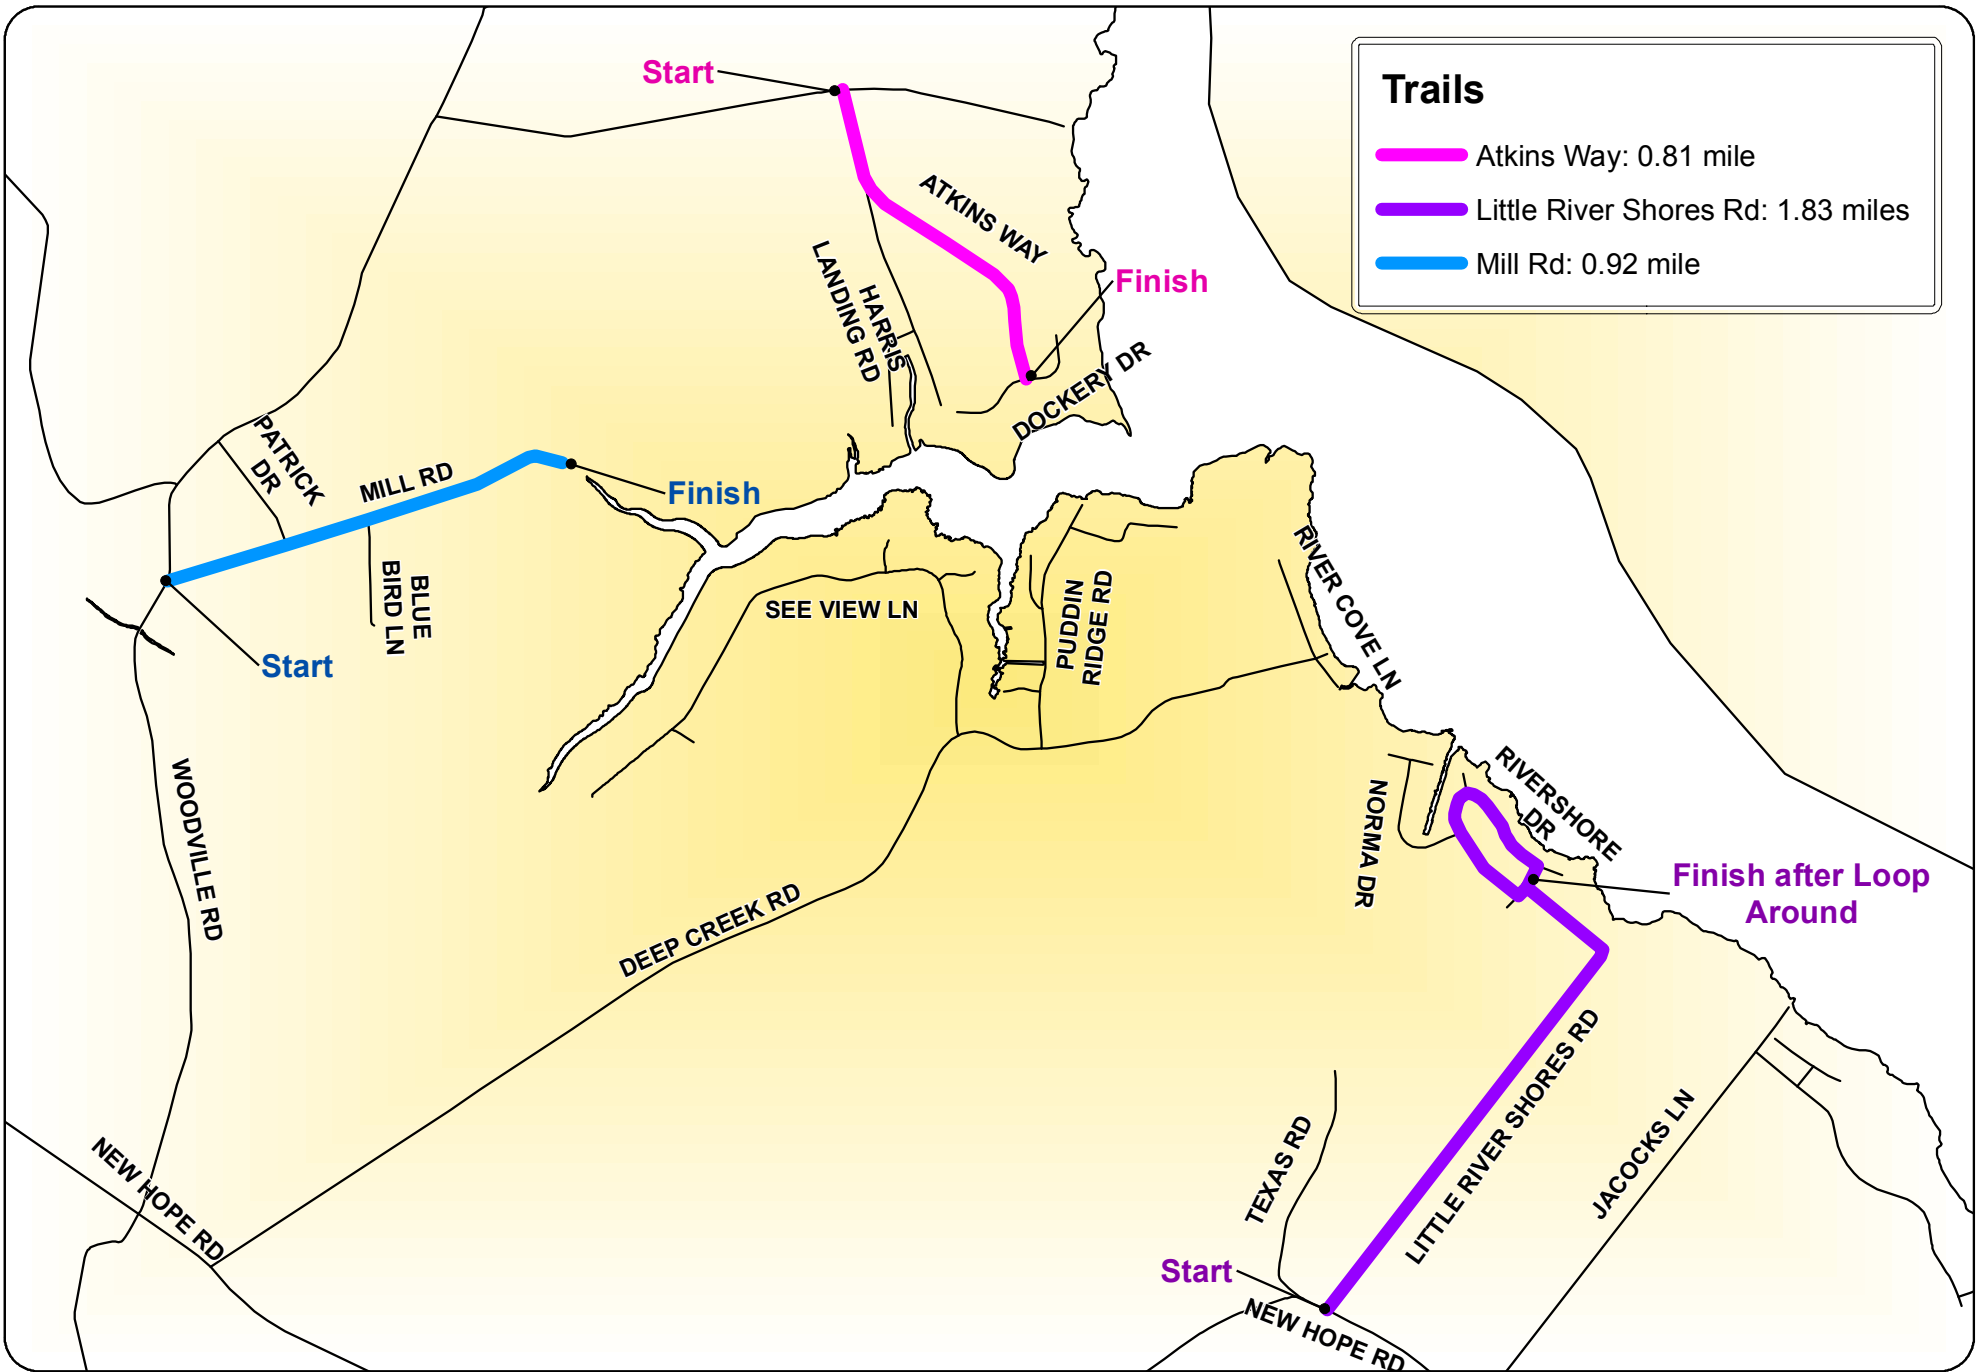 Start
Trails
Atkins Way: 0.81 mile
Little River Shores Rd: 1.83 miles
Mill Rd: 0.92 mile
ATKINS WAY
HARRIS
LANDING RD
Finish
DOCKERY DR
PATRICK
DR
MILL RD
Finish
BLUE
BIRD LN
Start
SEE VIEW LN
PUDDIN
RIDGE RD
RIVER COVE LN
WOODVILLE RD
NORMA DR
RIVERSHORE
DR
Finish after Loop
Around
DEEP CREEK RD
LITTLE RIVER SHORES RD
TEXAS RD
JACOCKS LN
NEW HOPE RD
Start
NEW HOPE RD